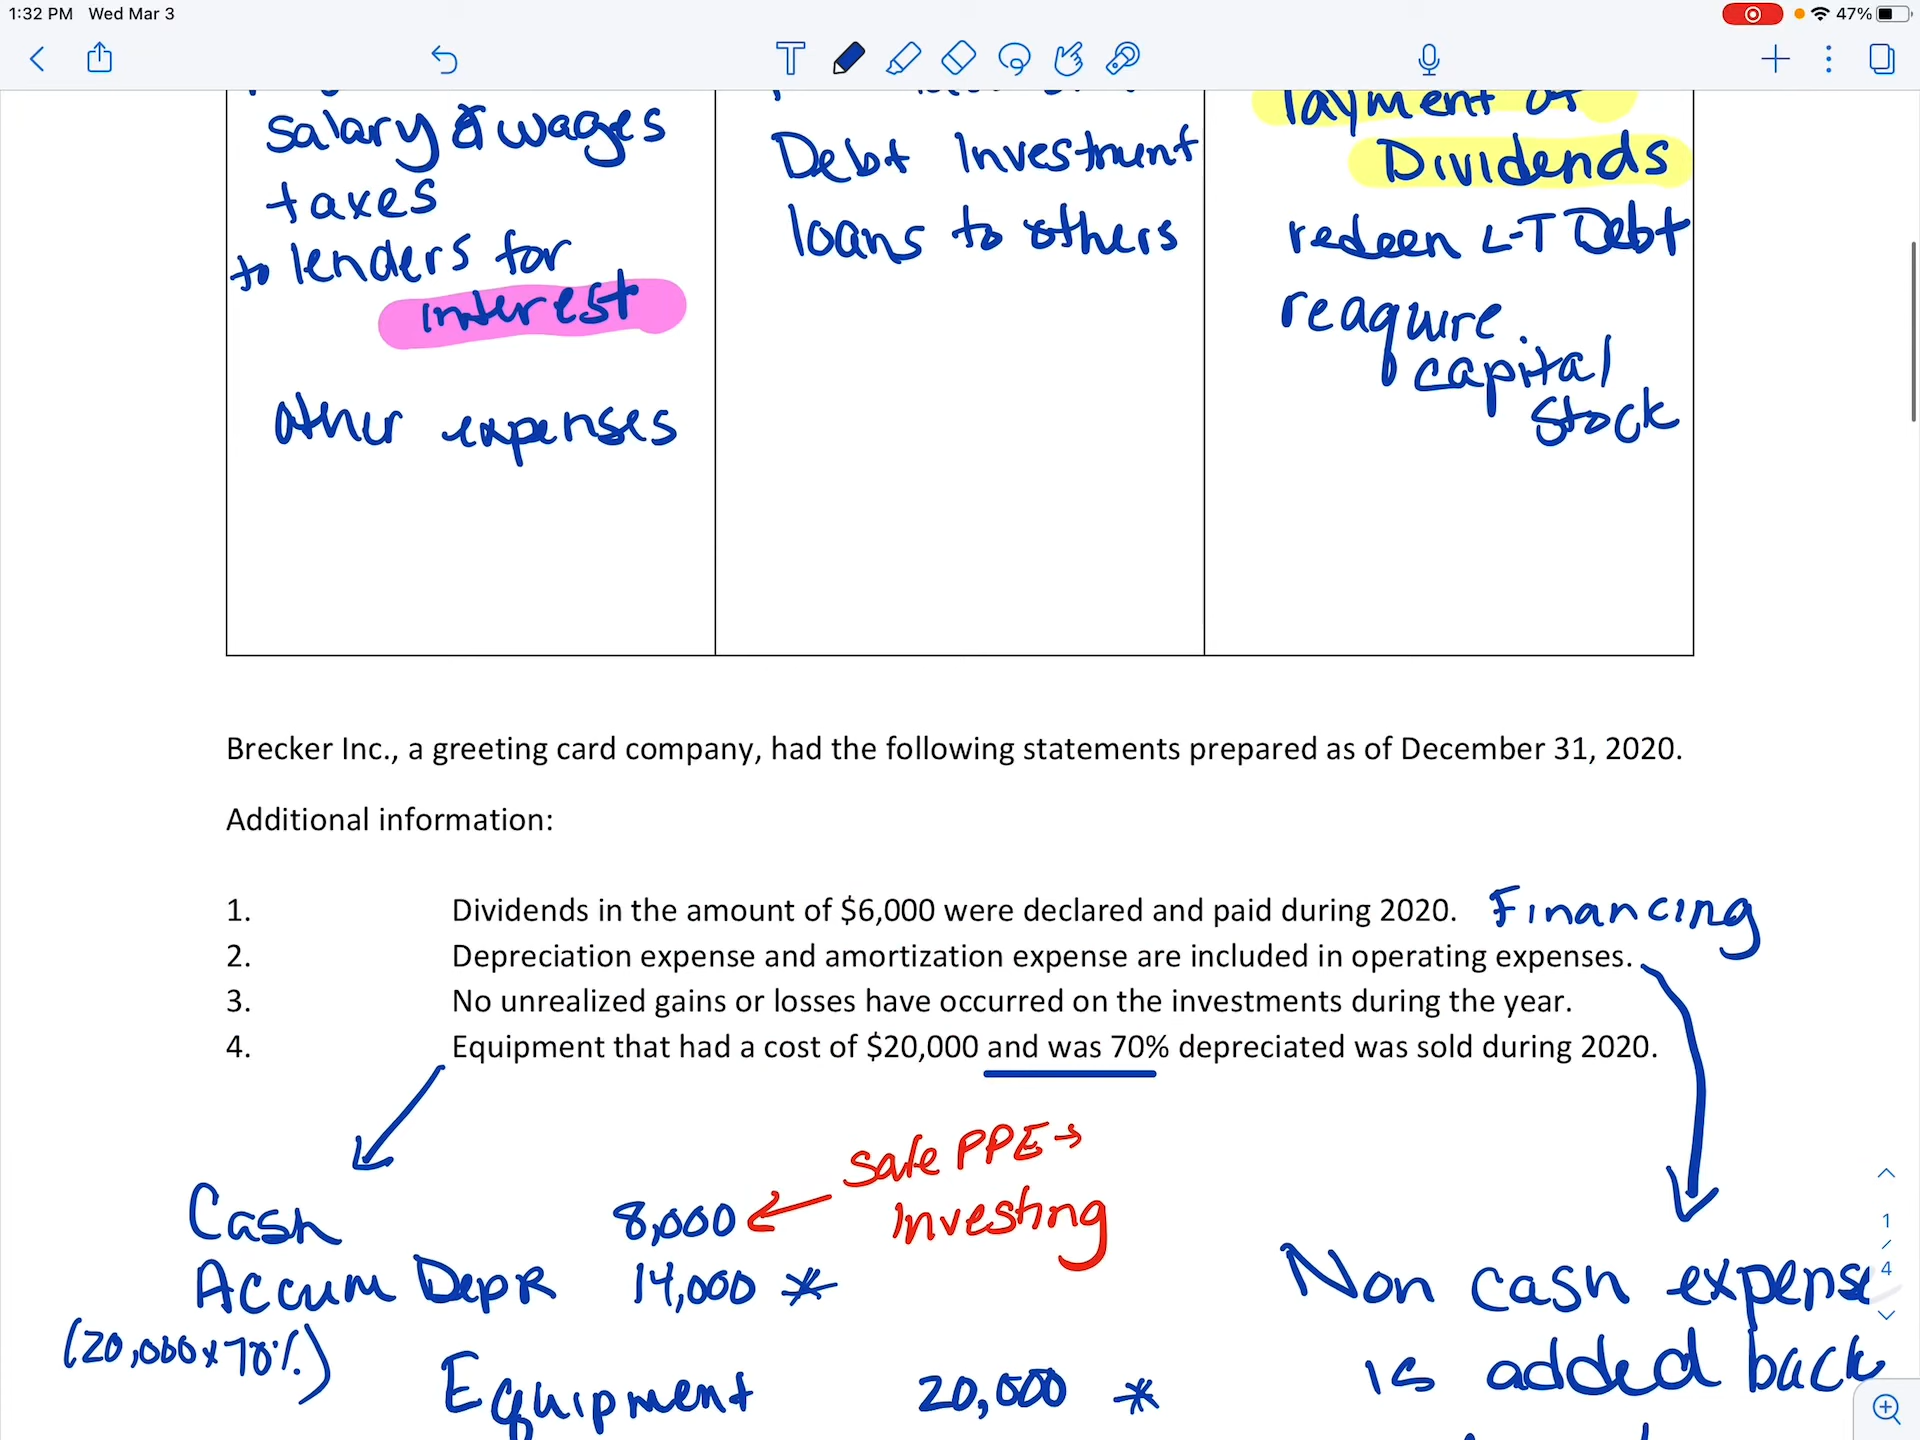 1:32 PM Wed Mar 3
47%
Salary & wages
taxes
to lenders for
interest
other expenses
Debt Investment
loans to others
Payment of
Dividends
redeen L-T Debt
reaquire
capital
stock
Brecker Inc., a greeting card company, had the following statements prepared as of December 31, 2020.
Additional information:
1. Dividends in the amount of $6,000 were declared and paid during 2020. Financing
2. Depreciation expense and amortization expense are included in operating expenses.
3. No unrealized gains or losses have occurred on the investments during the year.
4. Equipment that had a cost of $20,000 and was 70% depreciated was sold during 2020.
Sale PPE →
Investing
Cash 8,000
Accum Depr 14,000 *
(20,000 x 70%)
Equipment 20,000 *
Non cash expense
is added back
1
/
4